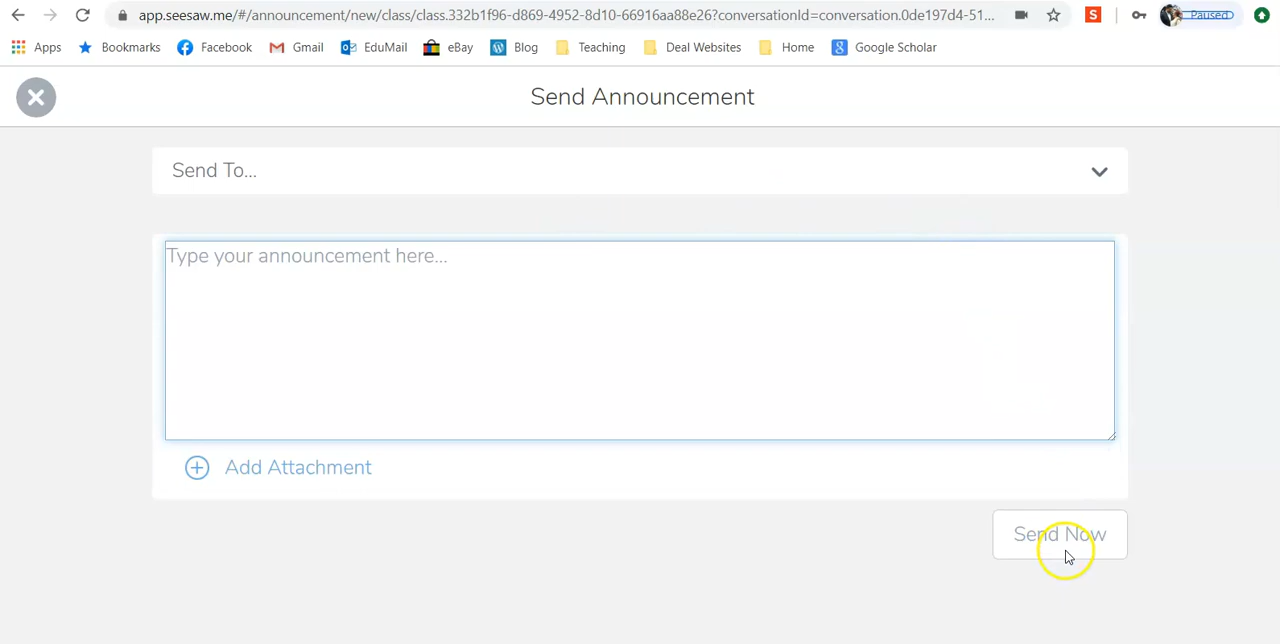 app.seesaw.me/#/announcement/new/class/class.332b1f96-d869-4952-8d10-66916aa88e26?conversationId=conversation.0de197d4-51... S Paused
Apps Bookmarks Facebook Gmail EduMail eBay Blog Teaching Deal Websites Home Google Scholar
Send Announcement
Send To...
Type your announcement here...
Add Attachment
Send Now